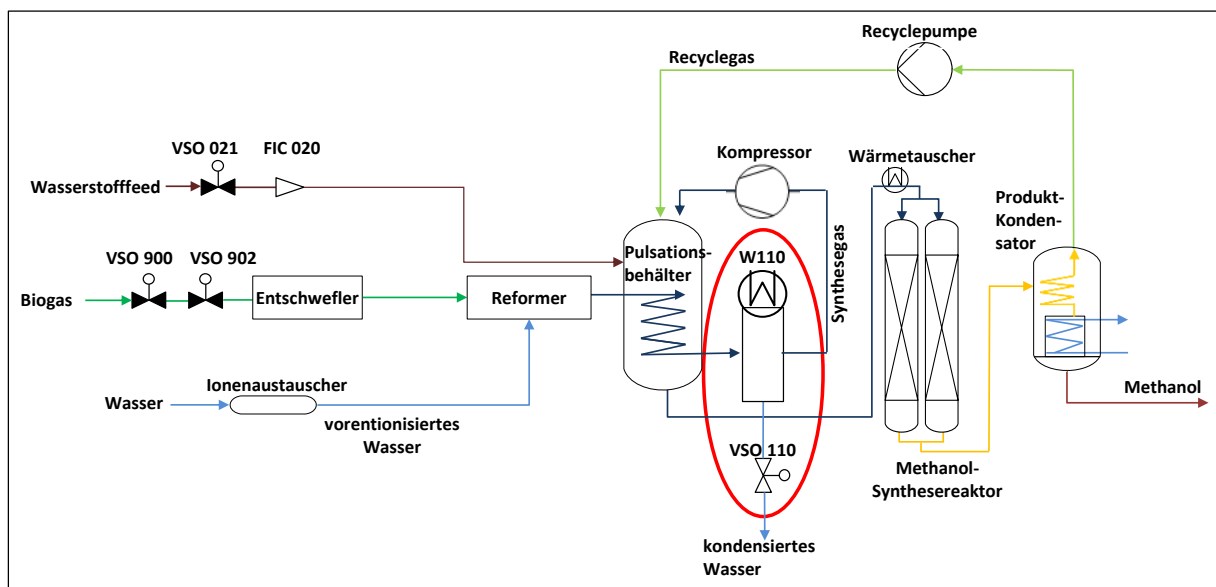 Recyclepumpe
Recyclegas
VSO 021
FIC 020
Kompressor
Wärmetauscher
Wasserstofffeed
Produkt-
Konden-
sator
Pulsations-
behälter
W110
VSO 900
VSO 902
Synthesegas
Biogas
Entschwefler
Reformer
Ionenaustauscher
Wasser
Methanol
vorentionisiertes
Wasser
VSO 110
Methanol-
Synthesereaktor
kondensiertes
Wasser